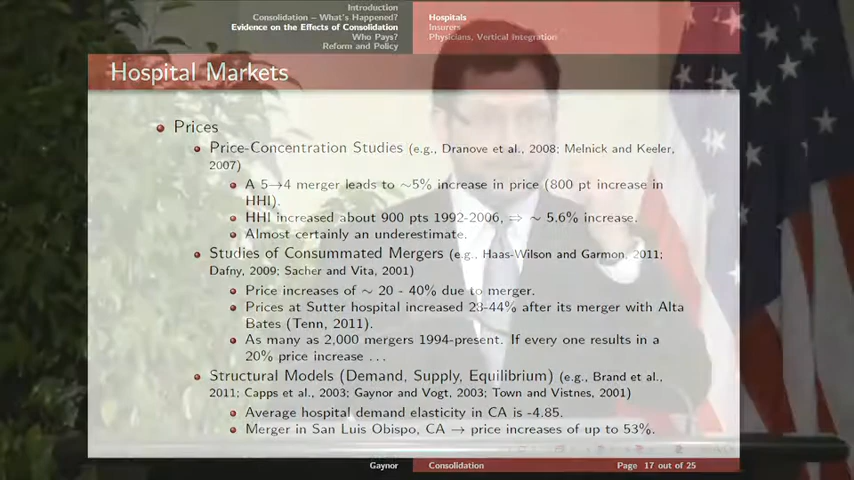 Introduction
Consolidation – What's Happened?
Evidence on the Effects of Consolidation
Who Pays?
Reform and Policy
Hospitals
Insurers
Physicians, Vertical Integration
Hospital Markets
Prices
Price-Concentration Studies (e.g., Dranove et al., 2008; Melnick and Keeler,
2007)
A 5→4 merger leads to ∼5% increase in price (800 pt increase in
HHI).
HHI increased about 900 pts 1992-2006, ⇒ ∼ 5.6% increase.
Almost certainly an underestimate.
Studies of Consummated Mergers (e.g., Haas-Wilson and Garmon, 2011;
Dafny, 2009; Sacher and Vita, 2001)
Price increases of ∼ 20 - 40% due to merger.
Prices at Sutter hospital increased 28-44% after its merger with Alta
Bates (Tenn, 2011).
As many as 2,000 mergers 1994-present. If every one results in a
20% price increase . . .
Structural Models (Demand, Supply, Equilibrium) (e.g., Brand et al.,
2011; Capps et al., 2003; Gaynor and Vogt, 2003; Town and Vistnes, 2001)
Average hospital demand elasticity in CA is -4.85.
Merger in San Luis Obispo, CA → price increases of up to 53%.
Gaynor
Consolidation
Page 17 out of 25